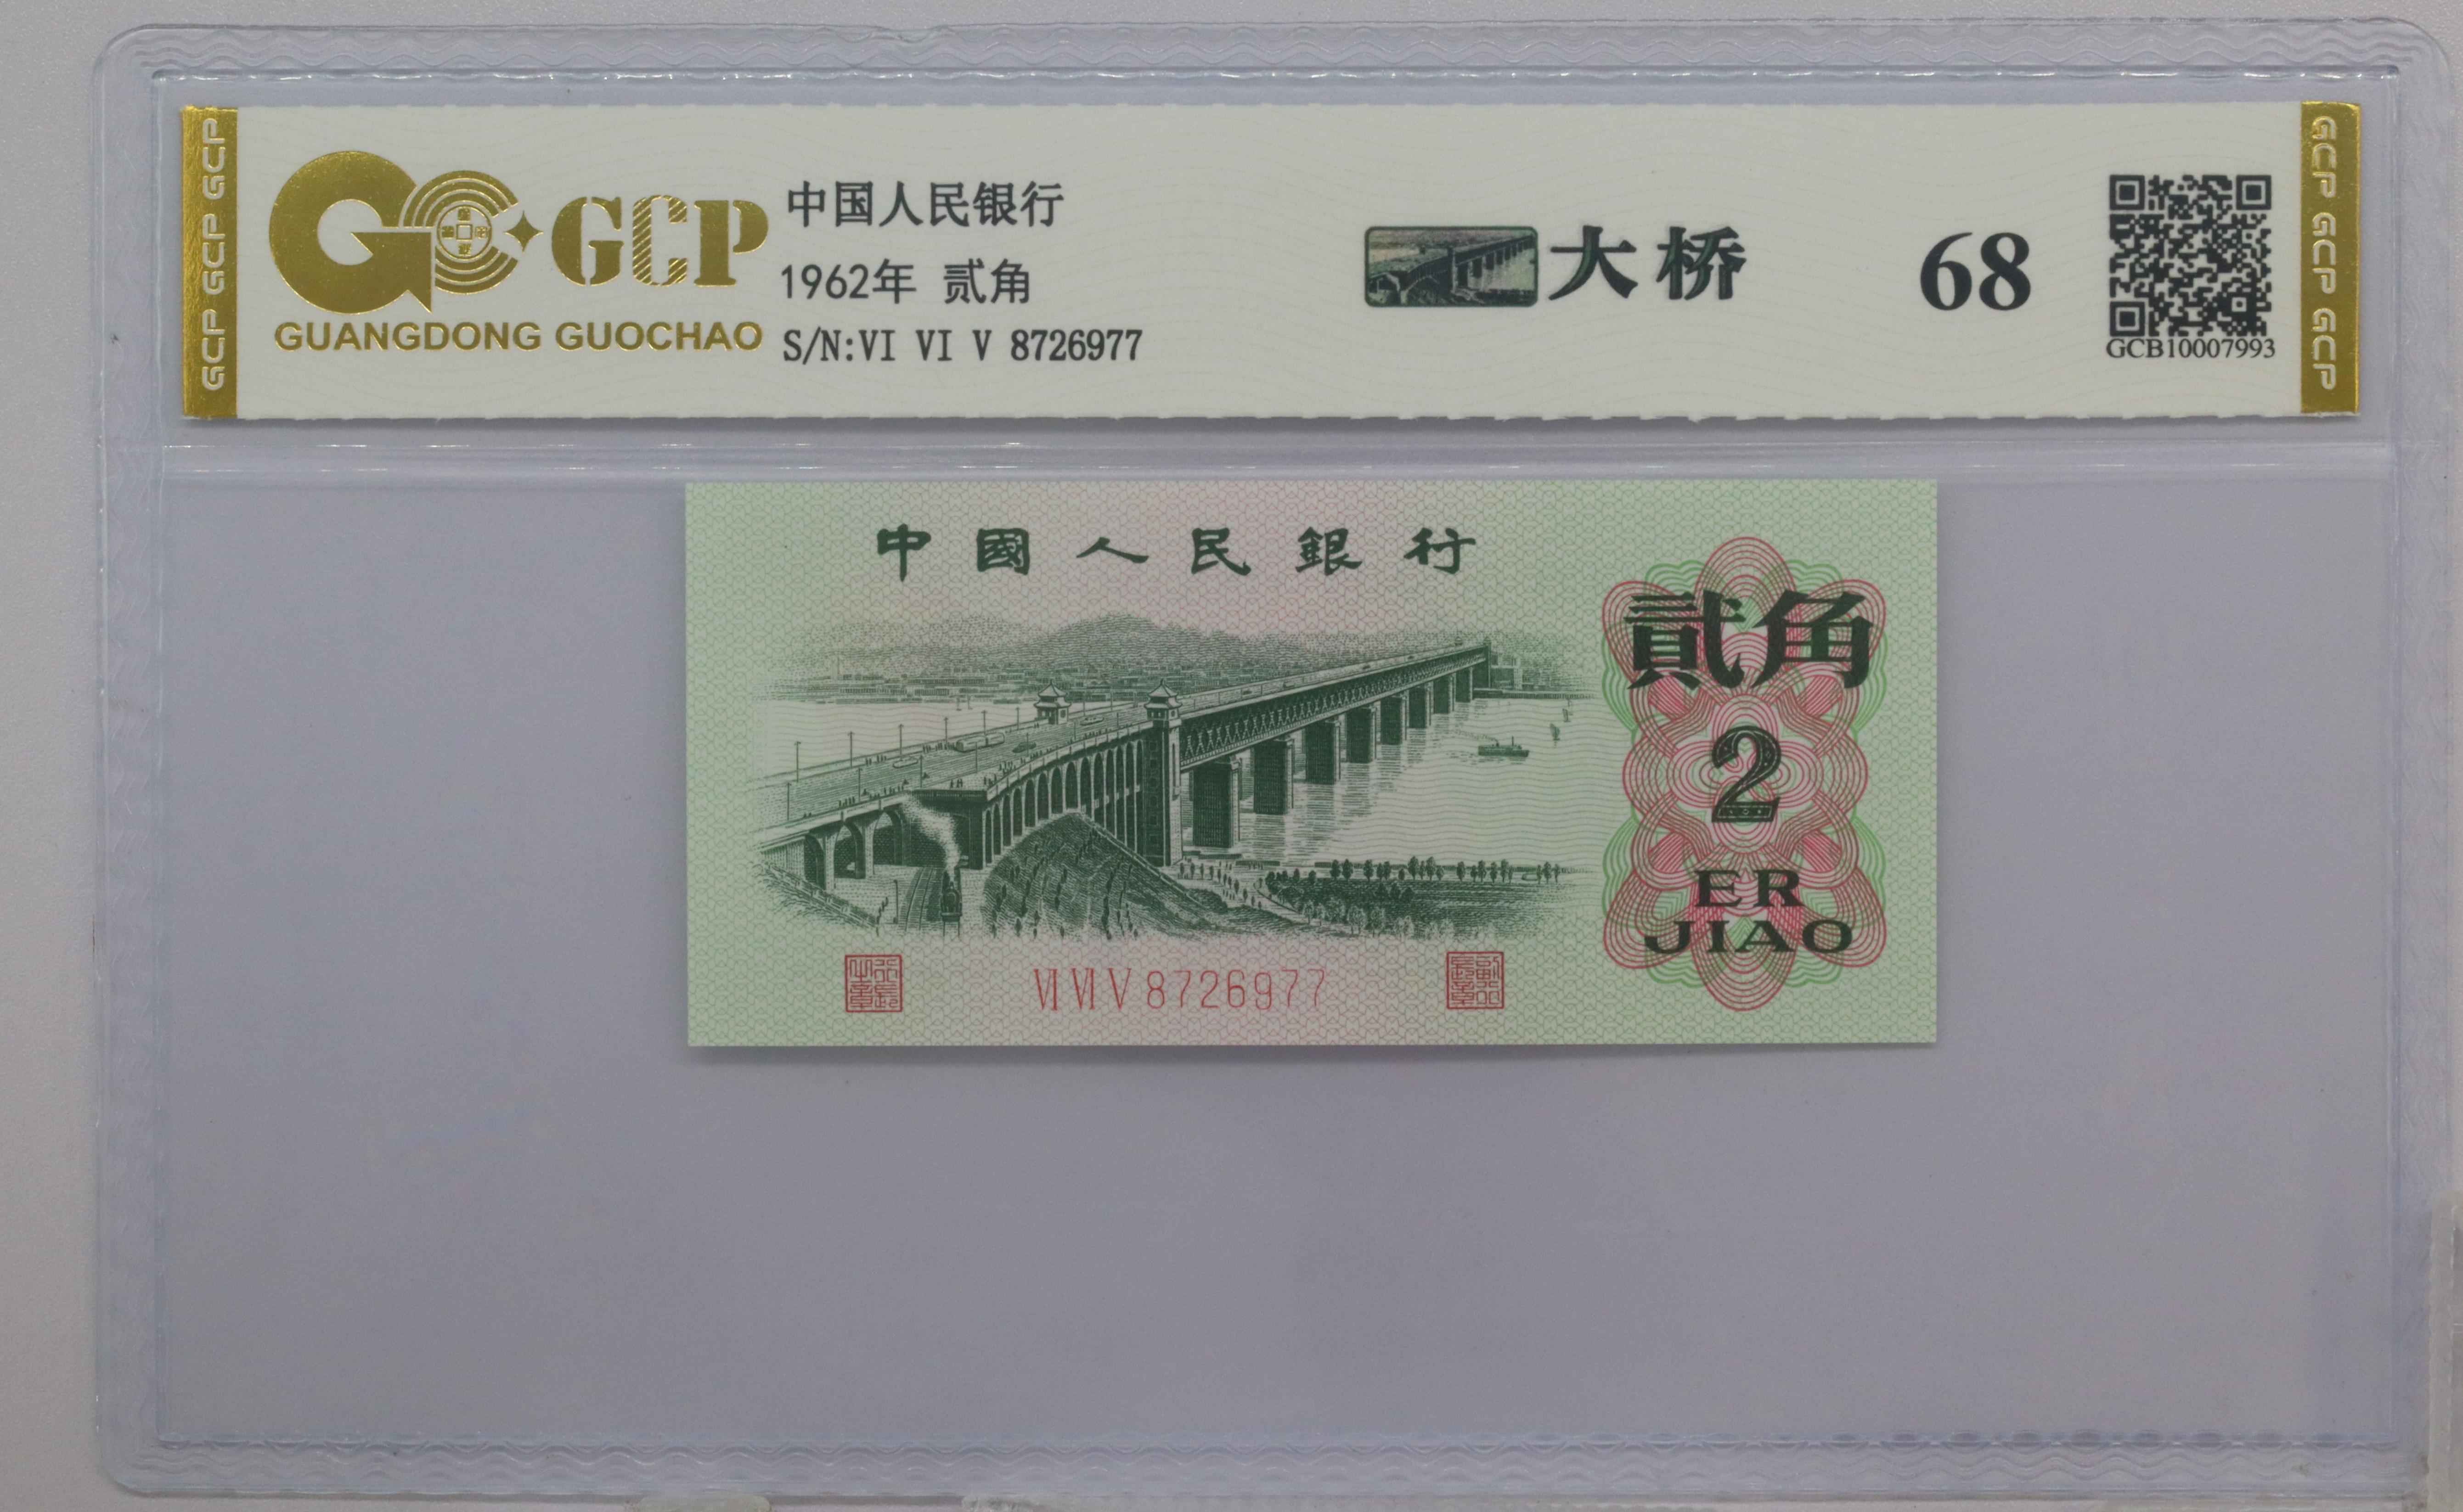 GCP GCP GCP
GCP
GUANGDONG GUOCHAO
中国人民银行
1962年 贰角
S/N:VI VI V 8726977
大桥
68
GCB10007993
GCP GCP GCP
中國人民銀行
貳角
2
ER
JIAO
VI VI V 8726977